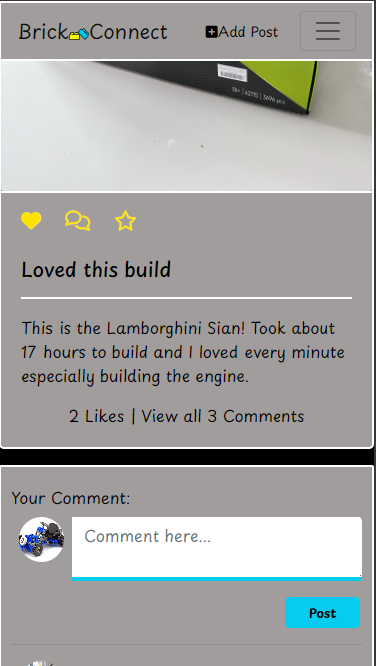 Brick Connect
Add Post
18+ | 42115 | 3696 pcs
Loved this build
This is the Lamborghini Sian! Took about
17 hours to build and I loved every minute
especially building the engine.
2 Likes | View all 3 Comments
Your Comment:
Comment here...
Post